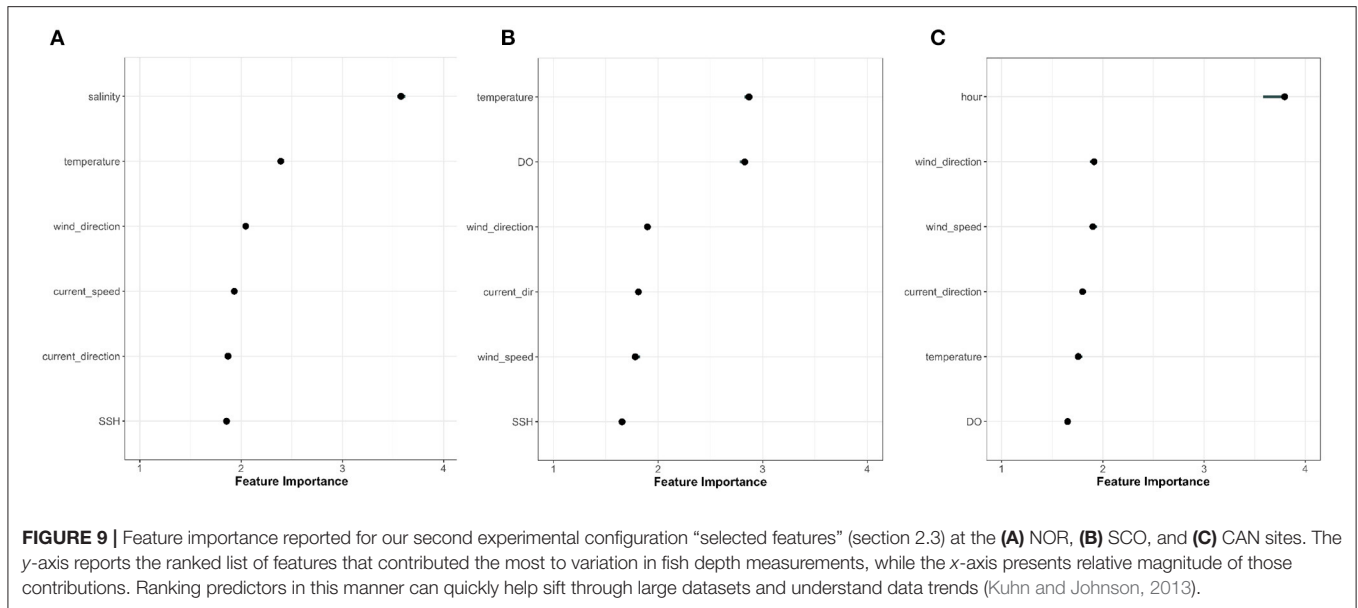 A
salinity
temperature
wind_direction
current_speed
current_direction
SSH
1 2 3 4
Feature Importance
B
temperature
DO
wind_direction
current_dir
wind_speed
SSH
1 2 3 4
Feature Importance
C
hour
wind_direction
wind_speed
current_direction
temperature
DO
1 2 3 4
Feature Importance
FIGURE 9 | Feature importance reported for our second experimental configuration “selected features” (section 2.3) at the (A) NOR, (B) SCO, and (C) CAN sites. The
y-axis reports the ranked list of features that contributed the most to variation in fish depth measurements, while the x-axis presents relative magnitude of those
contributions. Ranking predictors in this manner can quickly help sift through large datasets and understand data trends (Kuhn and Johnson, 2013).